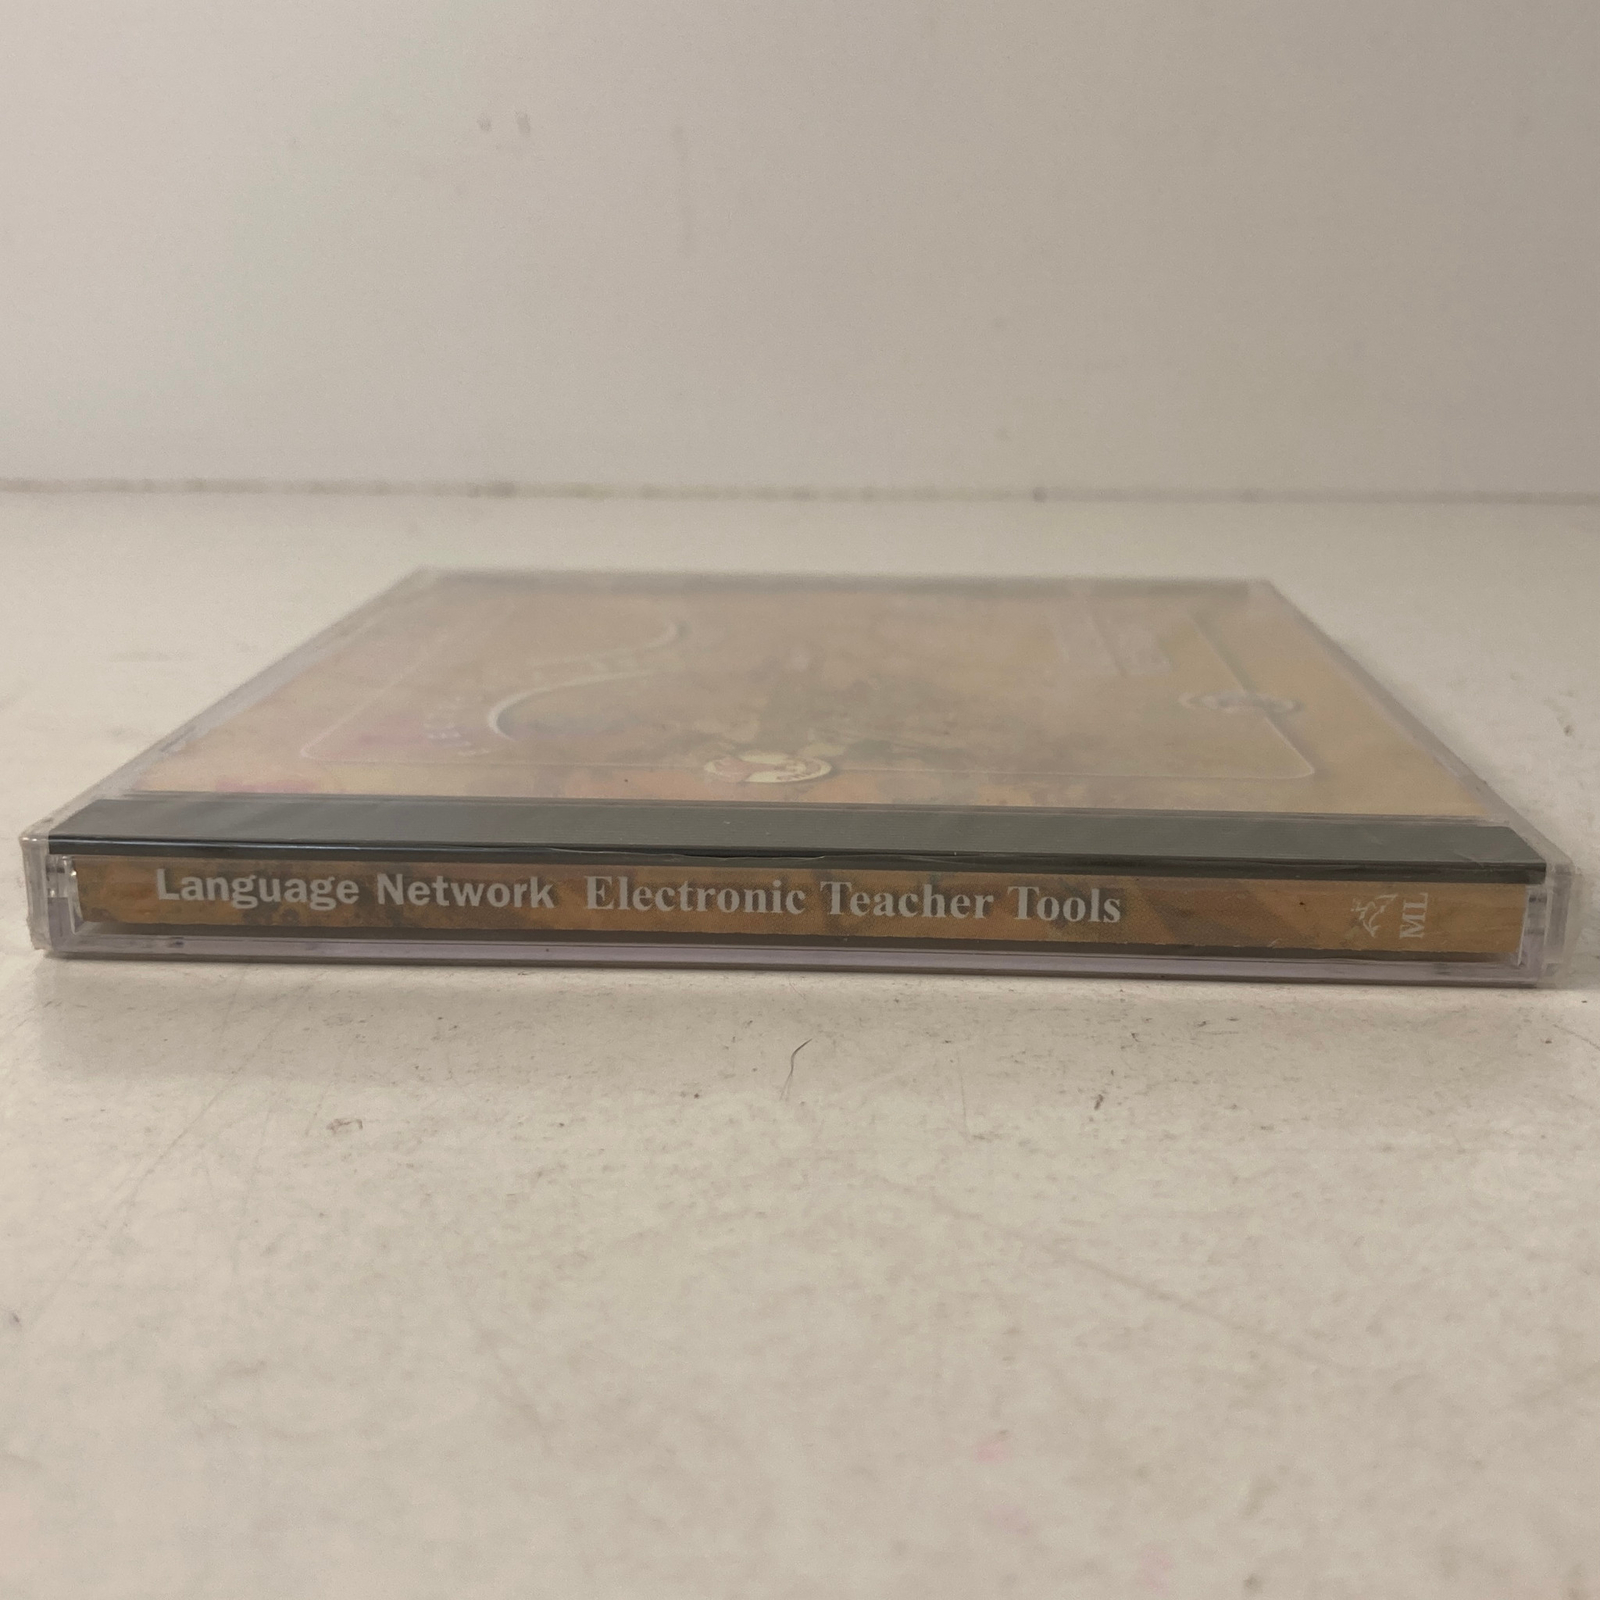 Language Network Electronic Teacher Tools
ML